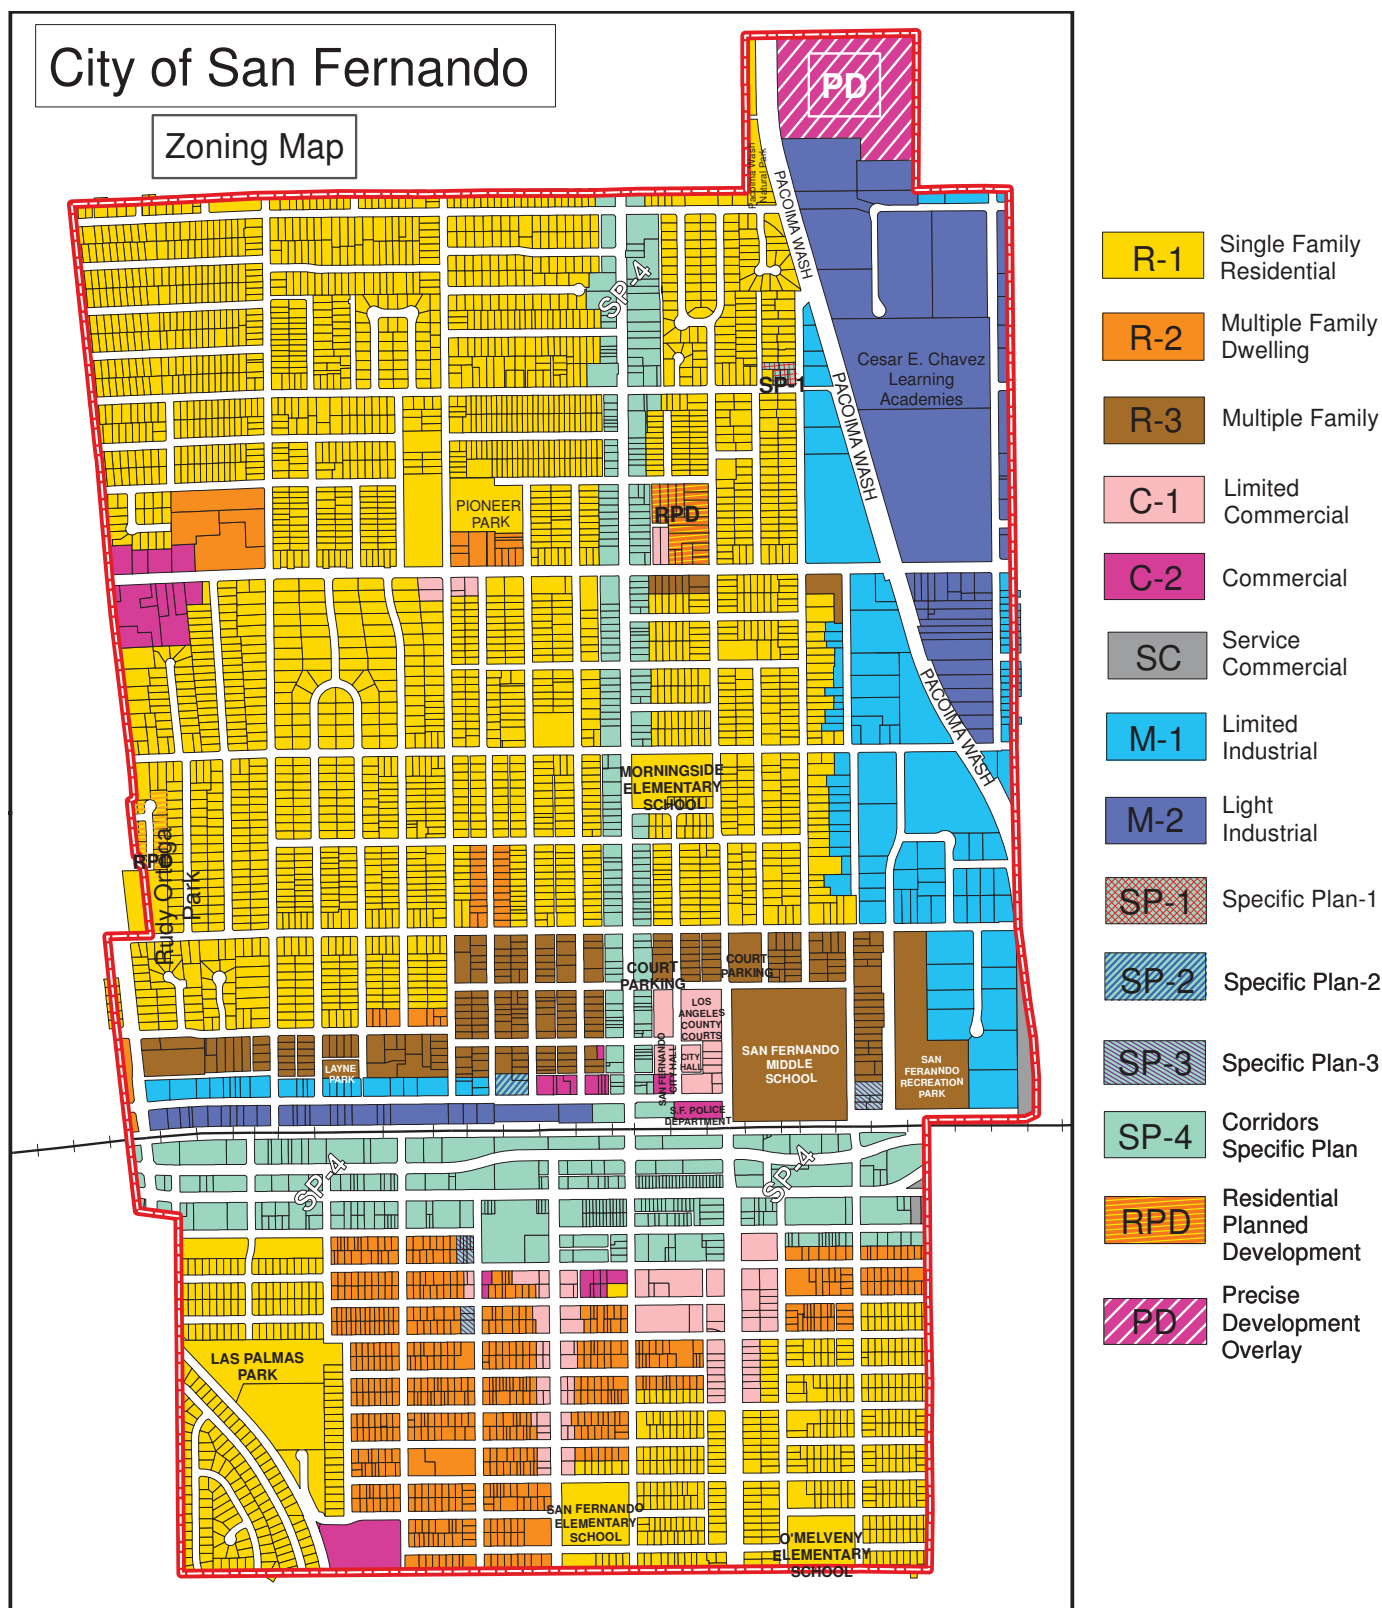 City of San Fernando
Zoning Map
PD
Pacoima Wash
Natural Park
PACOIMA WASH
SP-4
SP-1
Cesar E. Chavez
Learning
Academies
PACOIMA WASH
PIONEER
PARK
RPD
PACOIMA WASH
MORNINGSIDE
ELEMENTARY
SCHOOL
RPD
Rudy Ortega
Park
COURT
PARKING
COURT
PARKING
LOS
ANGELES
COUNTY
COURTS
CITY
HALL
SAN FERNANDO
CITY HALL
SAN FERNANDO
MIDDLE
SCHOOL
SAN
FERANNDO
RECREATION
PARK
LAYNE
PARK
S.F. POLICE
DEPARTMENT
SP-4
SP-4
LAS PALMAS
PARK
SAN FERNANDO
ELEMENTARY
SCHOOL
O'MELVENY
ELEMENTARY
SCHOOL
R-1 Single Family
Residential
R-2 Multiple Family
Dwelling
R-3 Multiple Family
C-1 Limited
Commercial
C-2 Commercial
SC Service
Commercial
M-1 Limited
Industrial
M-2 Light
Industrial
SP-1 Specific Plan-1
SP-2 Specific Plan-2
SP-3 Specific Plan-3
SP-4 Corridors
Specific Plan
RPD Residential
Planned
Development
PD Precise
Development
Overlay